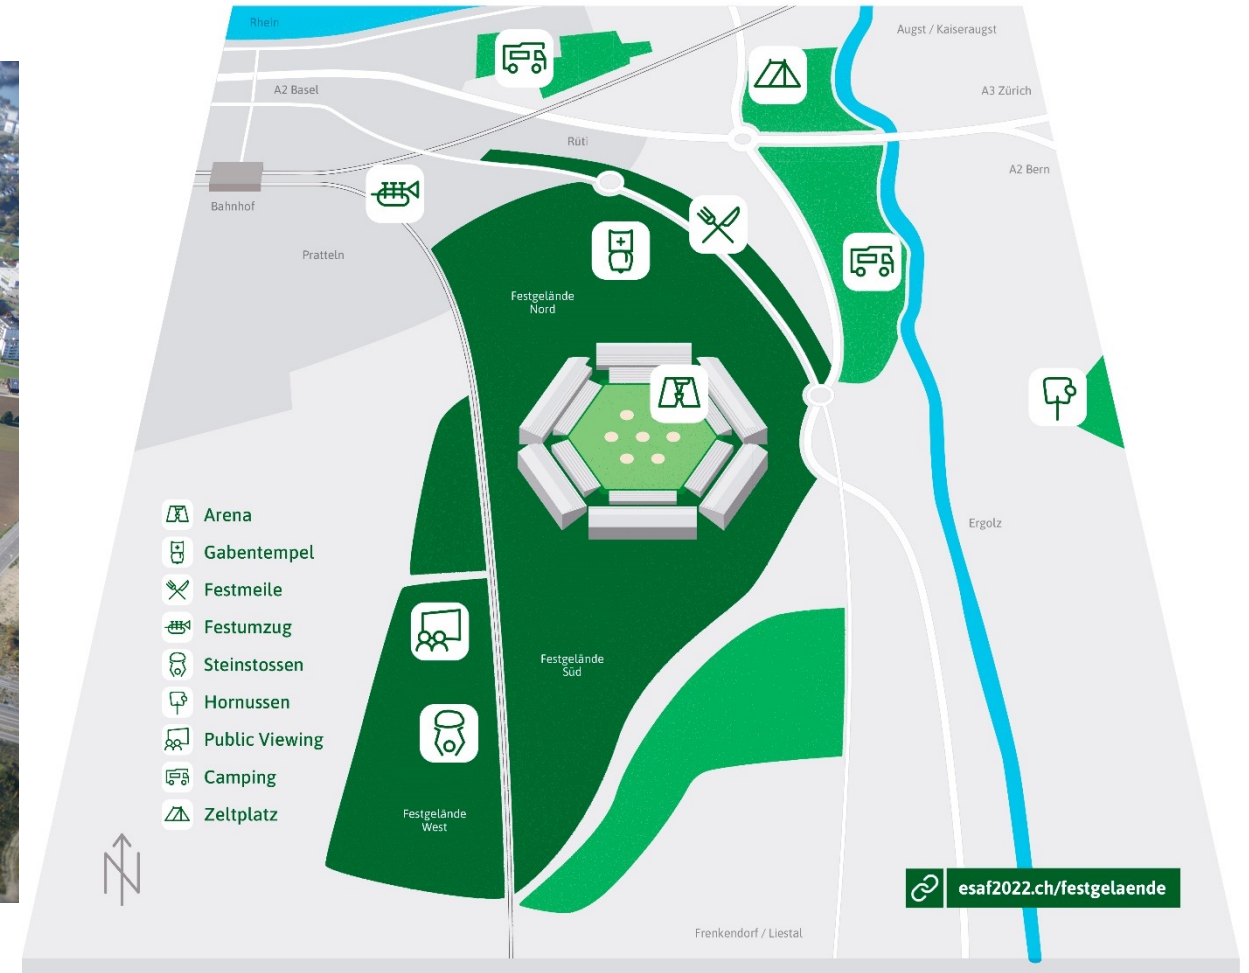 Rhein
Augst / Kaiseraugst
A2 Basel
A3 Zürich
Rütl
A2 Bern
Bahnhof
Pratteln
Festgelände
Nord
Arena
Gabentempel
Festmeile
Festumzug
Steinstossen
Hornussen
Public Viewing
Camping
Zeltplatz
Ergolz
Festgelände
Süd
Festgelände
West
N
esaf2022.ch/festgelaende
Frenkendorf / Liestal